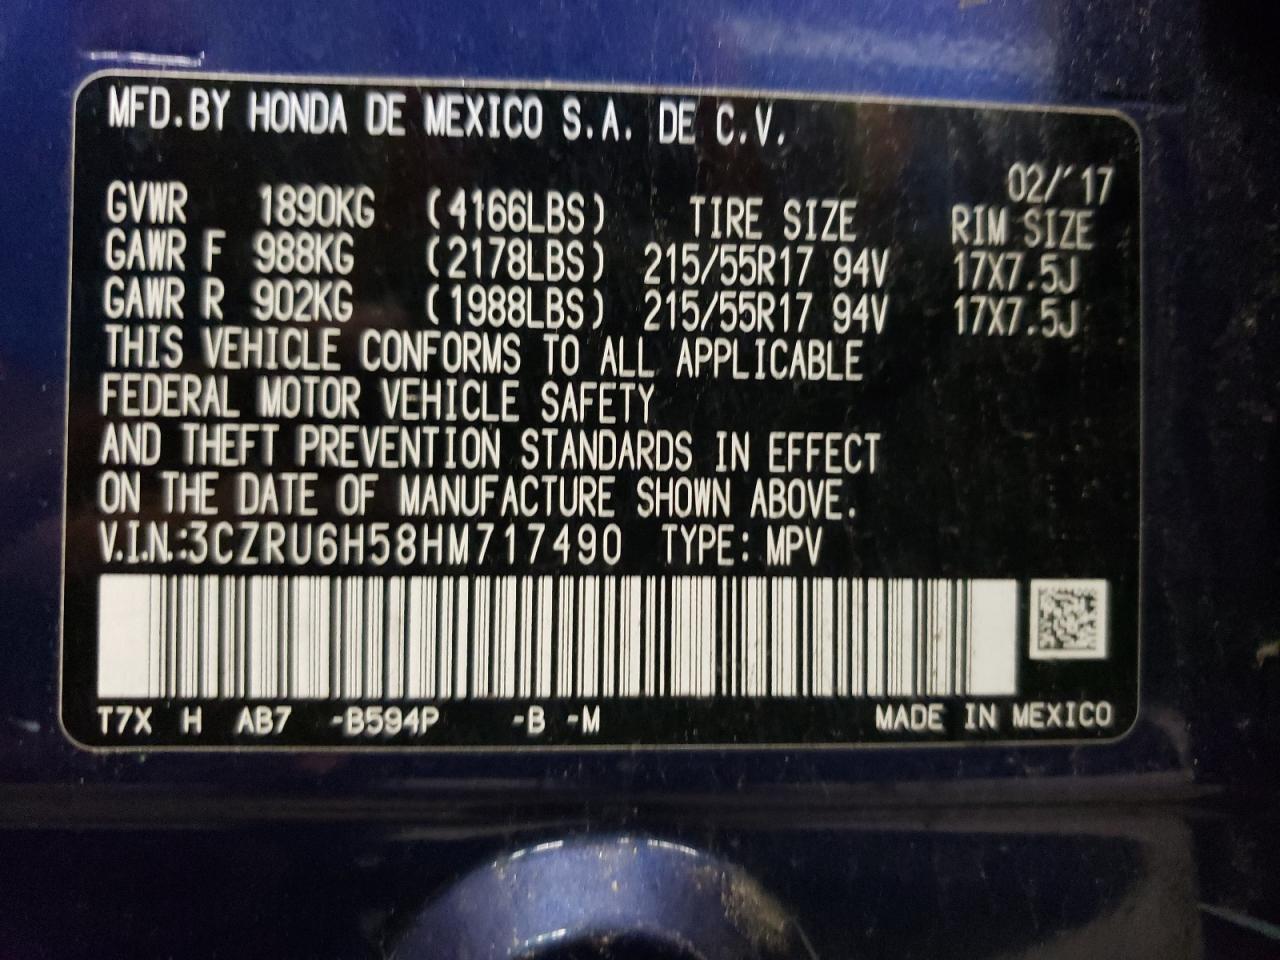 MFD.BY HONDA DE MEXICO S.A. DE C.V.
02/'17
GVWR 1890KG (4166LBS) TIRE SIZE RIM SIZE
GAWR F 988KG (2178LBS) 215/55R17 94V 17X7.5J
GAWR R 902KG (1988LBS) 215/55R17 94V 17X7.5J
THIS VEHICLE CONFORMS TO ALL APPLICABLE
FEDERAL MOTOR VEHICLE SAFETY
AND THEFT PREVENTION STANDARDS IN EFFECT
ON THE DATE OF MANUFACTURE SHOWN ABOVE.
V.I.N.:3CZRU6H58HM717490 TYPE: MPV
T7X H AB7 -B594P -B -M MADE IN MEXICO